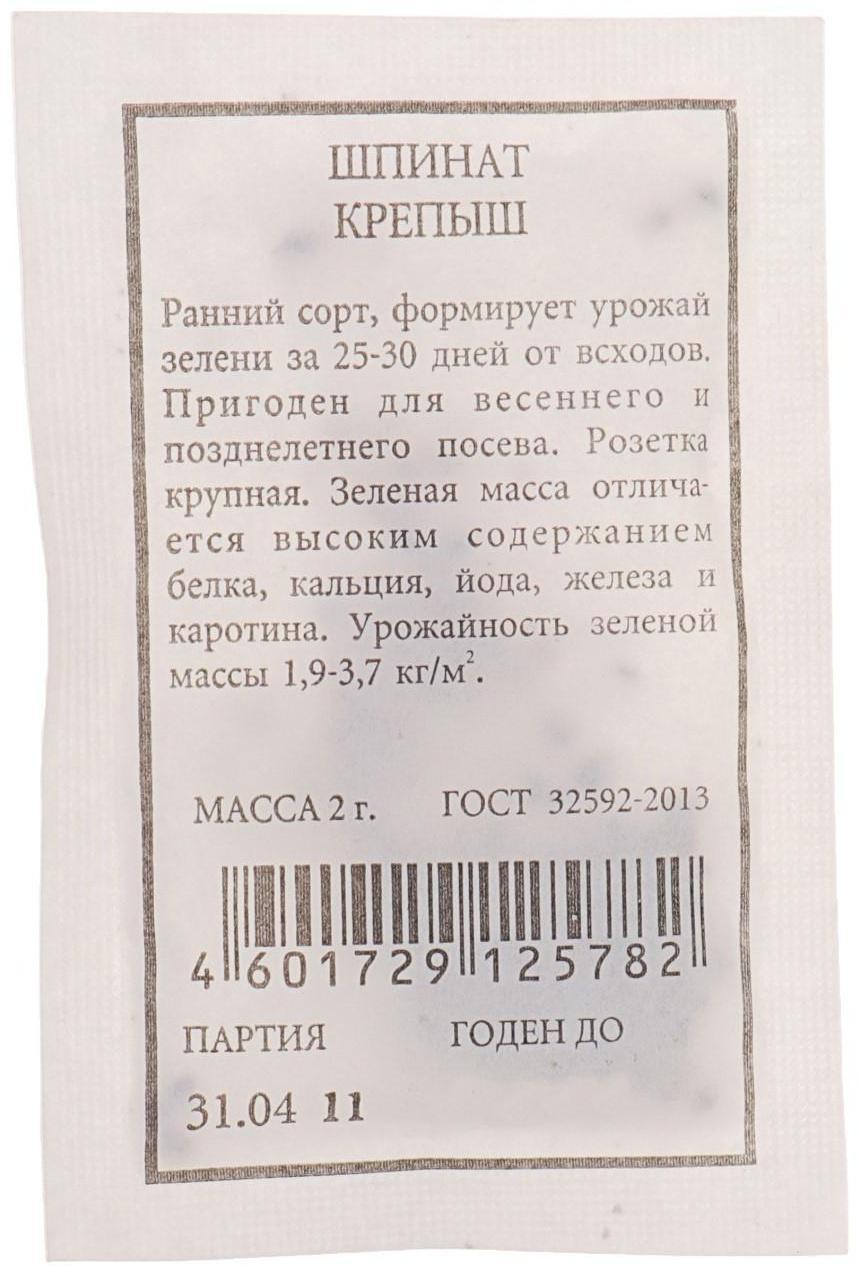 ШПИНАТ
КРЕПЫШ
Ранний сорт, формирует урожай
зелени за 25-30 дней от всходов.
Пригоден для весеннего и
позднелетнего посева. Розетка
крупная. Зеленая масса отлича-
ется высоким содержанием
белка, кальция, йода, железа и
каротина. Урожайность зеленой
массы 1,9-3,7 кг/м².
МАССА 2 г. ГОСТ 32592-2013
4 601729 125782
ПАРТИЯ ГОДЕН ДО
31.04 11